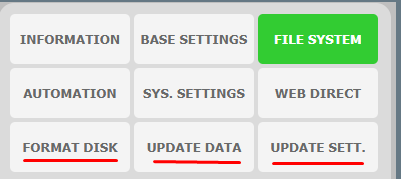 INFORMATION BASE SETTINGS FILE SYSTEM
AUTOMATION SYS. SETTINGS WEB DIRECT
FORMAT DISK UPDATE DATA UPDATE SETT.